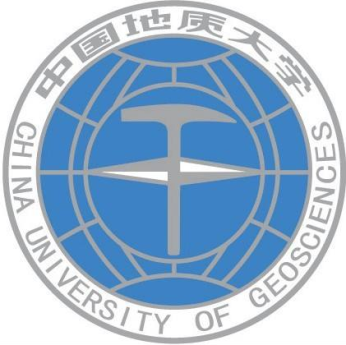 中国地质大学
CHINA UNIVERSITY OF GEOSCIENCES